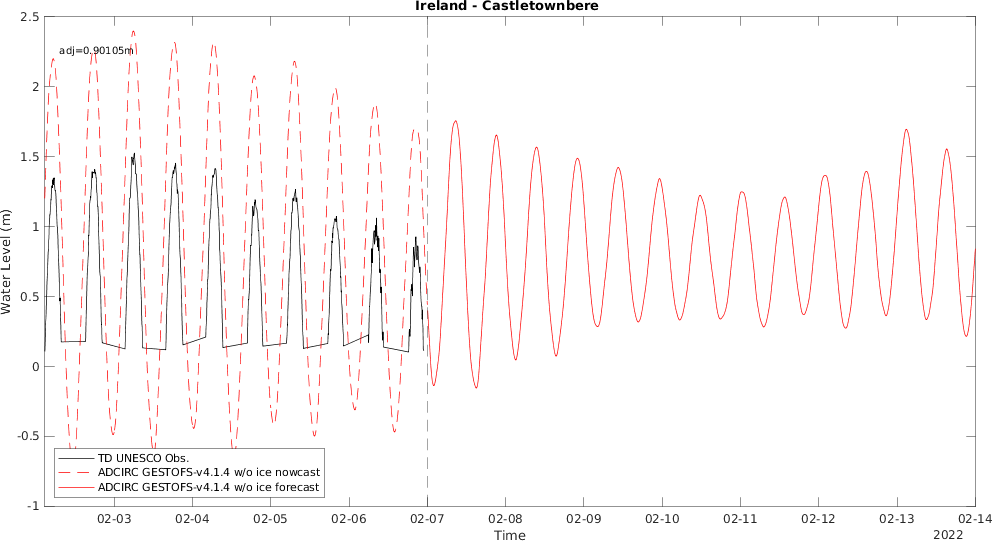 Ireland - Castletownbere
2.5
adj=0.90105m
2
1.5
1
0.5
0
-0.5
-1
Water Level (m)
TD UNESCO Obs.
ADCIRC GESTOFS-v4.1.4 w/o ice nowcast
ADCIRC GESTOFS-v4.1.4 w/o ice forecast
02-03 02-04 02-05 02-06 02-07 02-08 02-09 02-10 02-11 02-12 02-13 02-14
Time
2022